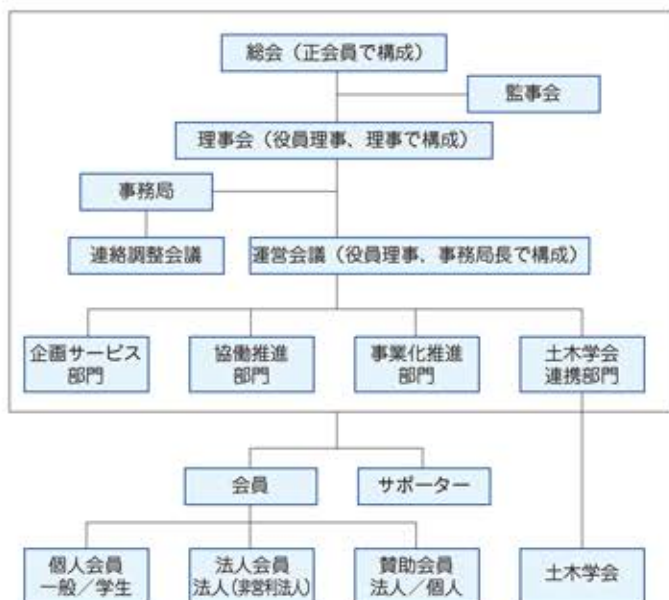 総会（正会員で構成）
監事会
理事会（役員理事、理事で構成）
事務局
連絡調整会議
運営会議（役員理事、事務局長で構成）
企画サービス
部門
協働推進
部門
事業化推進
部門
土木学会
連携部門
会員
サポーター
個人会員
一般／学生
法人会員
法人（非営利法人）
賛助会員
法人／個人
土木学会